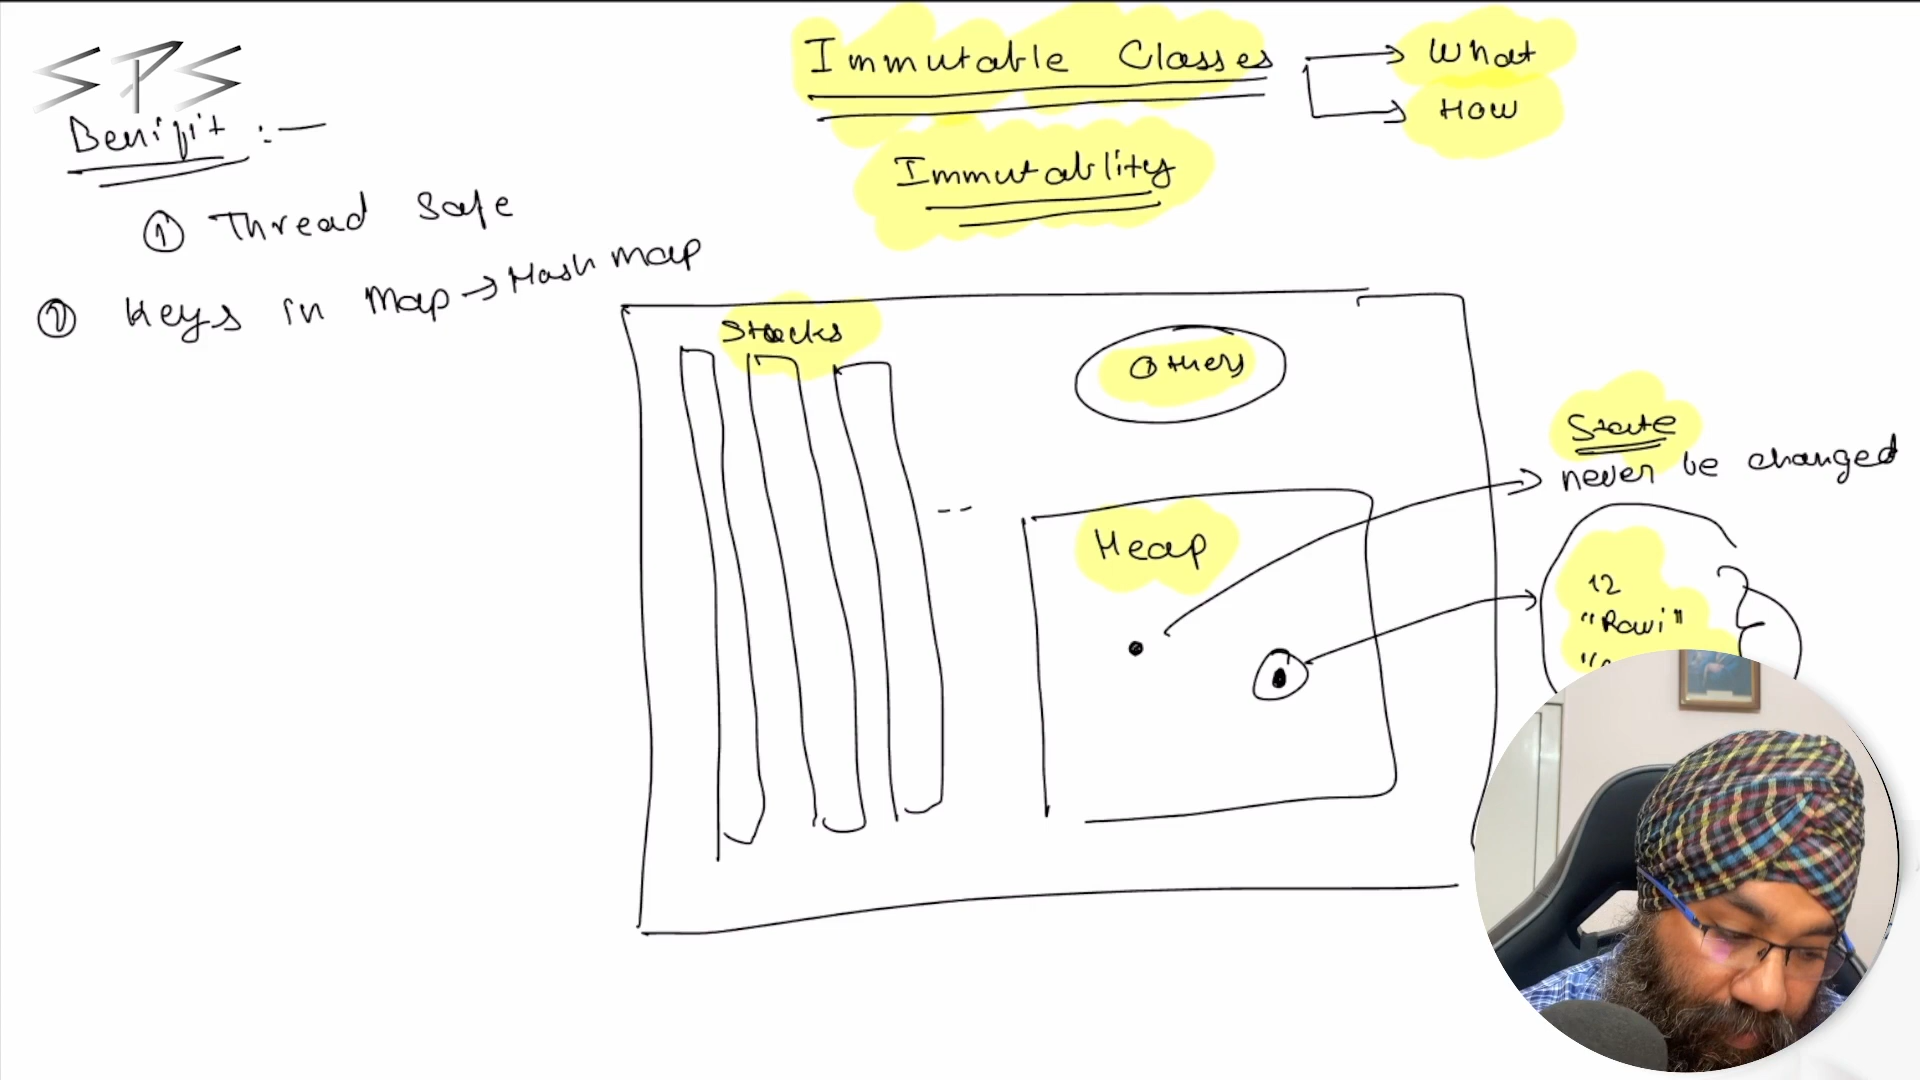 SPS
Immutable Classes
What
How
Immutablity
Benifit :—
① Thread Safe
② Keys in Map → Hash map
Stacks
Others
State
never be changed
--
Heap
12
"Ravi"